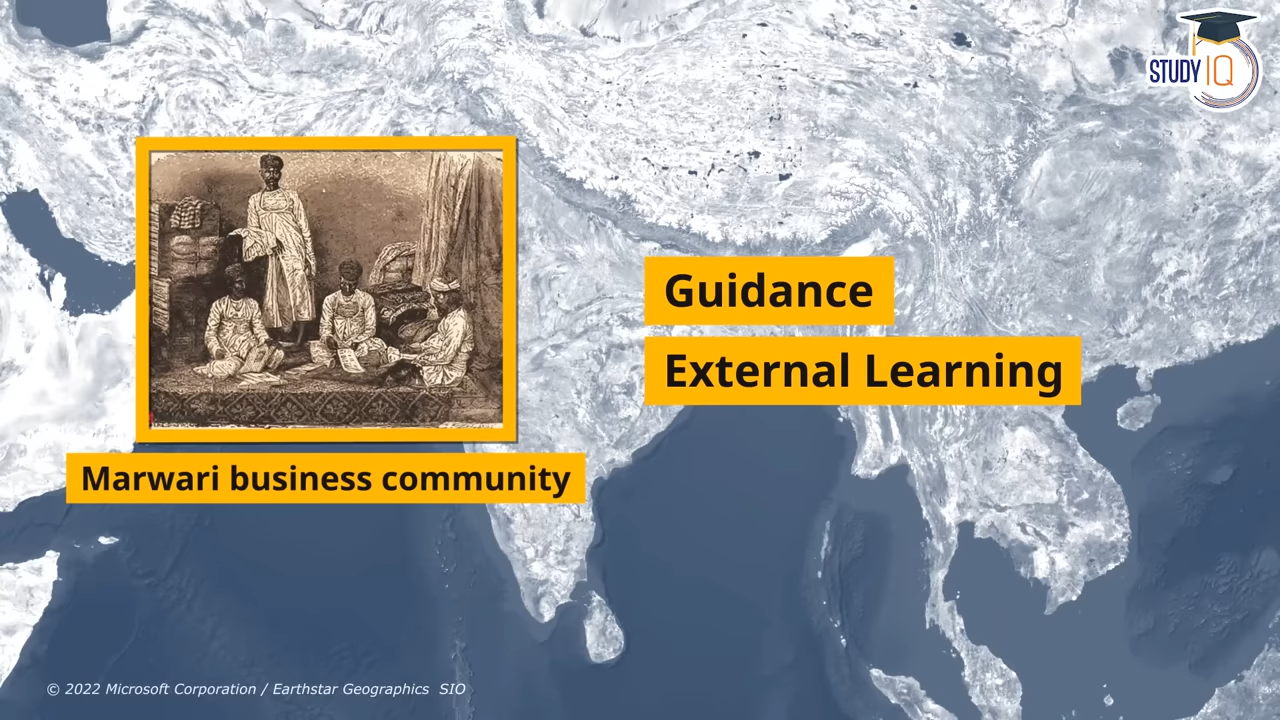 STUDY IQ
Guidance
External Learning
Marwari business community
© 2022 Microsoft Corporation / Earthstar Geographics SIO